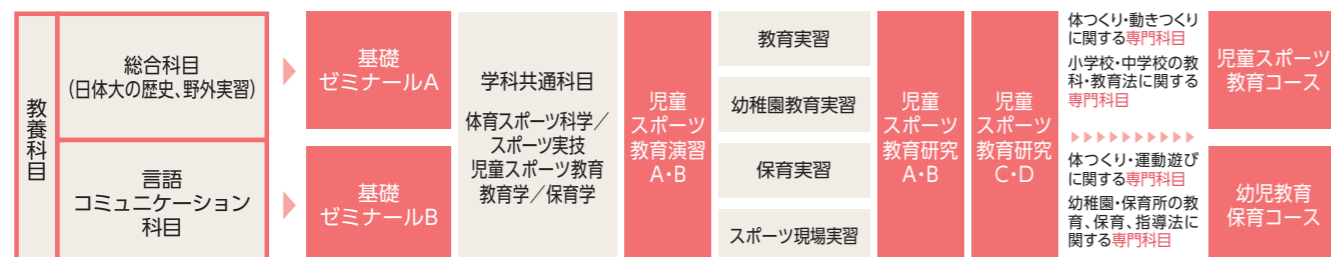 教養科目
総合科目
(日体大の歴史、野外実習)
言語
コミュニケーション
科目
基礎
ゼミナールA
基礎
ゼミナールB
学科共通科目
体育スポーツ科学/
スポーツ実技
児童スポーツ教育
教育学/保育学
児童
スポーツ
教育演習
A・B
教育実習
幼稚園教育実習
保育実習
スポーツ現場実習
児童
スポーツ
教育研究
A・B
児童
スポーツ
教育研究
C・D
体つくり・動きつくり
に関する専門科目
小学校・中学校の教
科・教育法に関する
専門科目
体つくり・運動遊び
に関する専門科目
幼稚園・保育所の教
育、保育、指導法に
関する専門科目
児童スポーツ
教育コース
幼児教育
保育コース